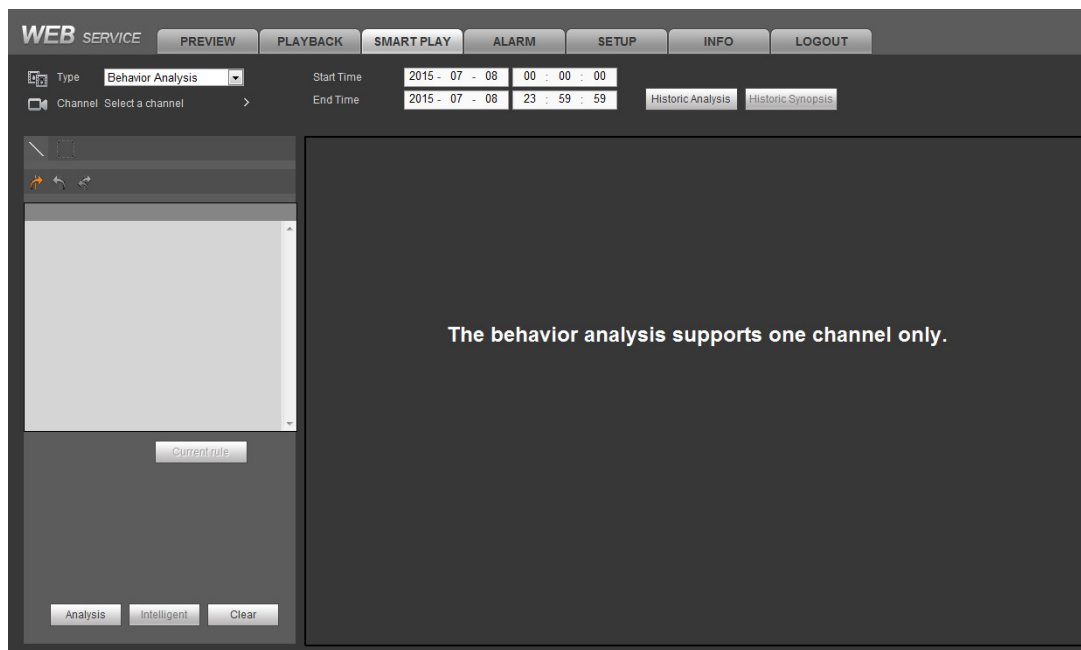 WEB SERVICE PREVIEW PLAYBACK SMART PLAY ALARM SETUP INFO LOGOUT
Type Behavior Analysis Start Time 2015 - 07 - 08 00 : 00 : 00
Channel Select a channel > End Time 2015 - 07 - 08 23 : 59 : 59 Historic Analysis Historic Synopsis
The behavior analysis supports one channel only.
Current rule
Analysis Intelligent Clear